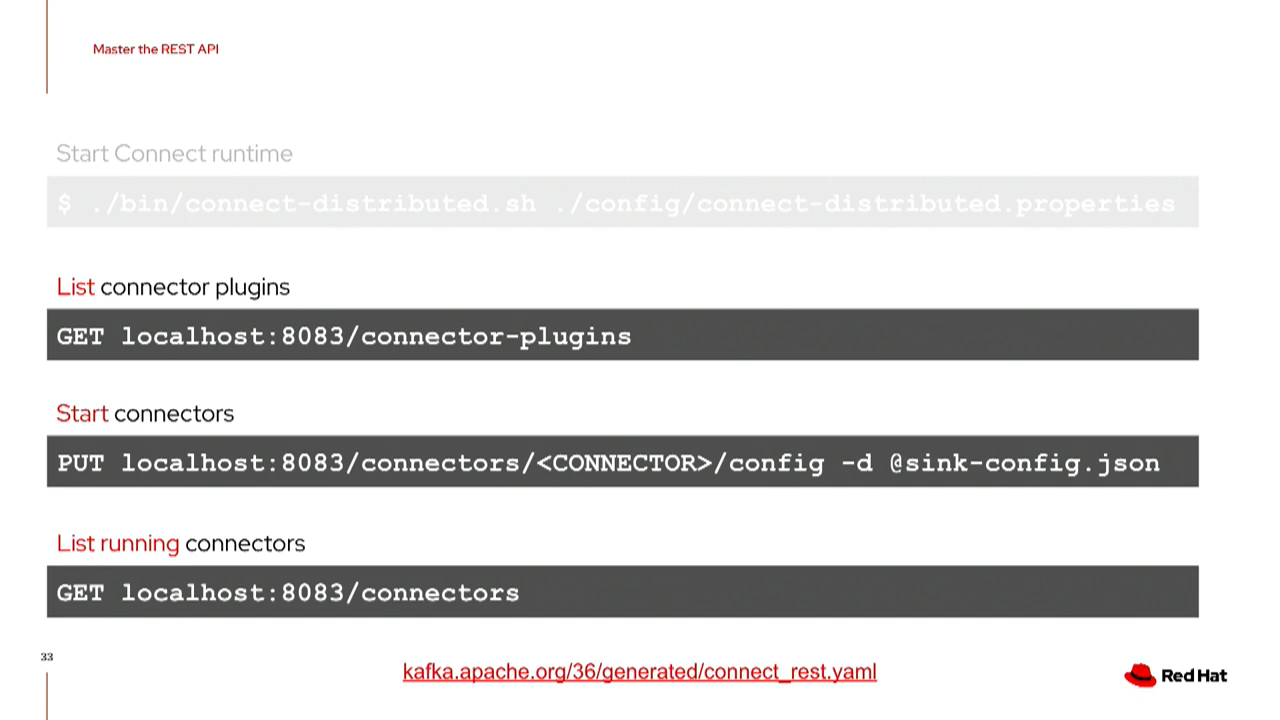 Master the REST API
Start Connect runtime
$ ./bin/connect-distributed.sh ./config/connect-distributed.properties
List connector plugins
GET localhost:8083/connector-plugins
Start connectors
PUT localhost:8083/connectors/<CONNECTOR>/config -d @sink-config.json
List running connectors
GET localhost:8083/connectors
33
kafka.apache.org/36/generated/connect_rest.yaml
Red Hat